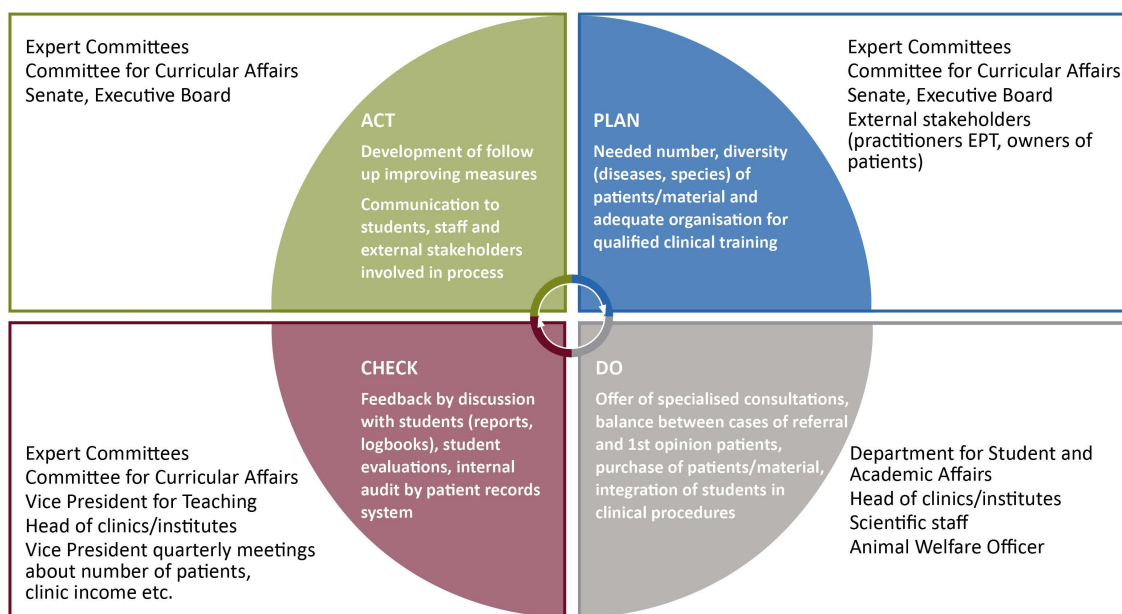 Expert Committees
Committee for Curricular Affairs
Senate, Executive Board
ACT
Development of follow
up improving measures
Communication to
students, staff and
external stakeholders
involved in process
PLAN
Needed number, diversity
(diseases, species) of
patients/material and
adequate organisation for
qualified clinical training
Expert Committees
Committee for Curricular Affairs
Senate, Executive Board
External stakeholders
(practitioners EPT, owners of
patients)
Expert Committees
Committee for Curricular Affairs
Vice President for Teaching
Head of clinics/institutes
Vice President quarterly meetings
about number of patients,
clinic income etc.
CHECK
Feedback by discussion
with students (reports,
logbooks), student
evaluations, internal
audit by patient records
system
DO
Offer of specialised consultations,
balance between cases of referral
and 1st opinion patients,
purchase of patients/material,
integration of students in
clinical procedures
Department for Student and
Academic Affairs
Head of clinics/institutes
Scientific staff
Animal Welfare Officer